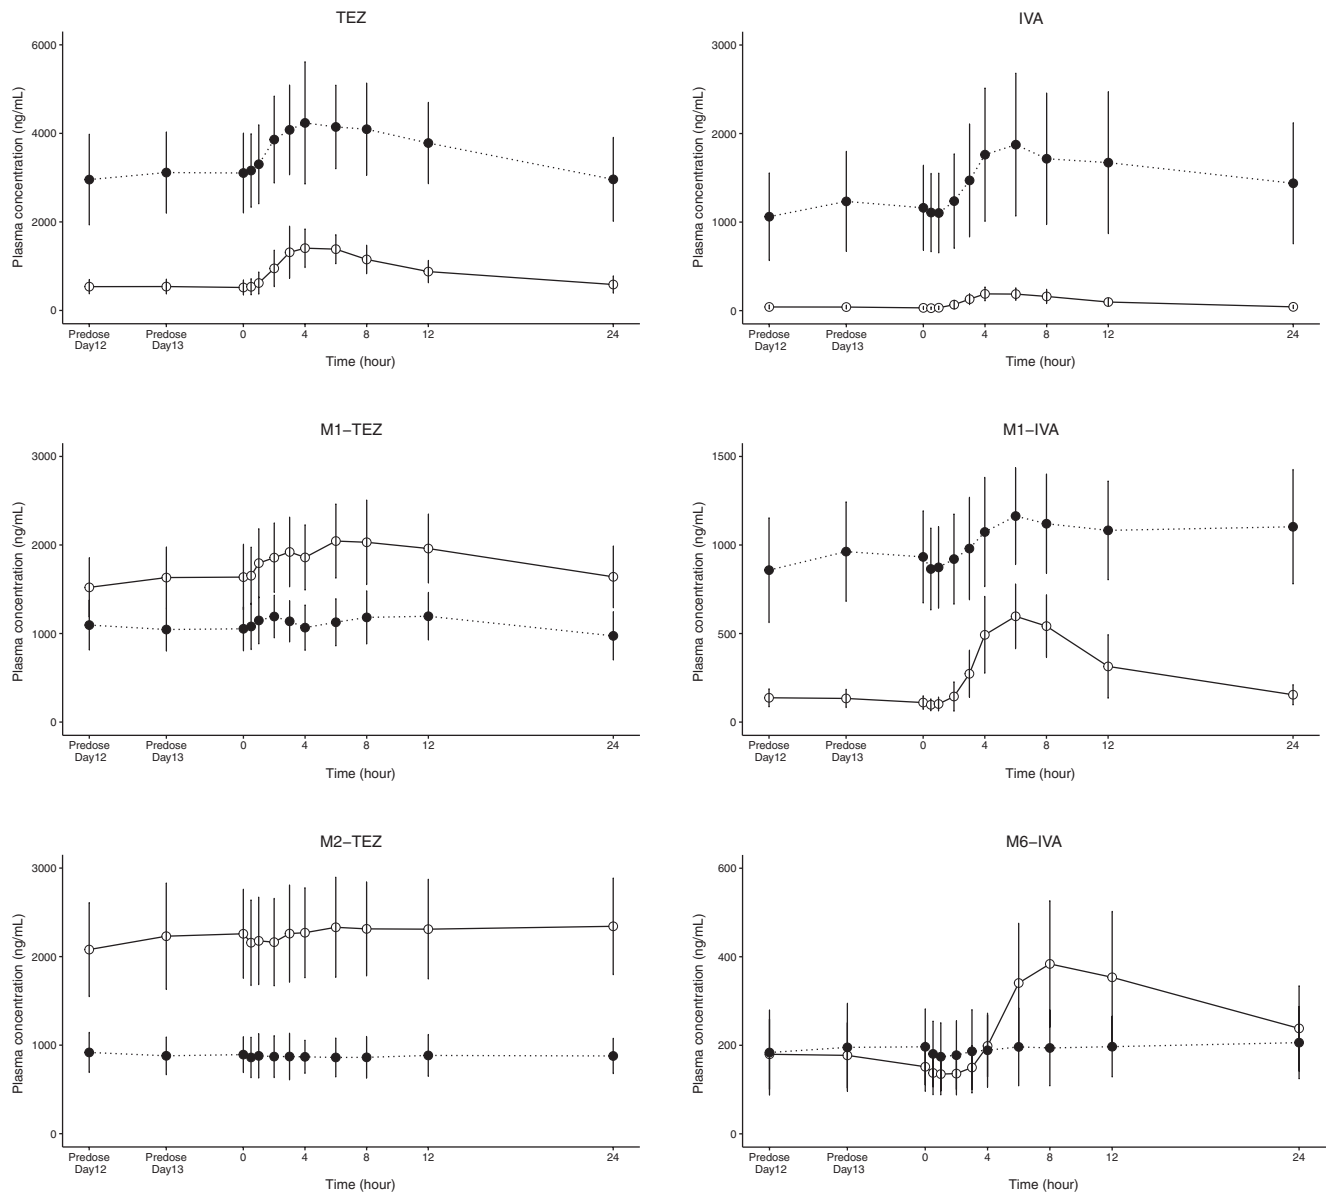 TEZ
Plasma concentration (ng/mL)
6000
4000
2000
0
Predose Day12
Predose Day13
0
4
8
12
24
Time (hour)
IVA
Plasma concentration (ng/mL)
3000
2000
1000
0
Predose Day12
Predose Day13
0
4
8
12
24
Time (hour)
M1−TEZ
Plasma concentration (ng/mL)
3000
2000
1000
0
Predose Day12
Predose Day13
0
4
8
12
24
Time (hour)
M1−IVA
Plasma concentration (ng/mL)
1500
1000
500
0
Predose Day12
Predose Day13
0
4
8
12
24
Time (hour)
M2−TEZ
Plasma concentration (ng/mL)
3000
2000
1000
0
Predose Day12
Predose Day13
0
4
8
12
24
Time (hour)
M6−IVA
Plasma concentration (ng/mL)
600
400
200
0
Predose Day12
Predose Day13
0
4
8
12
24
Time (hour)